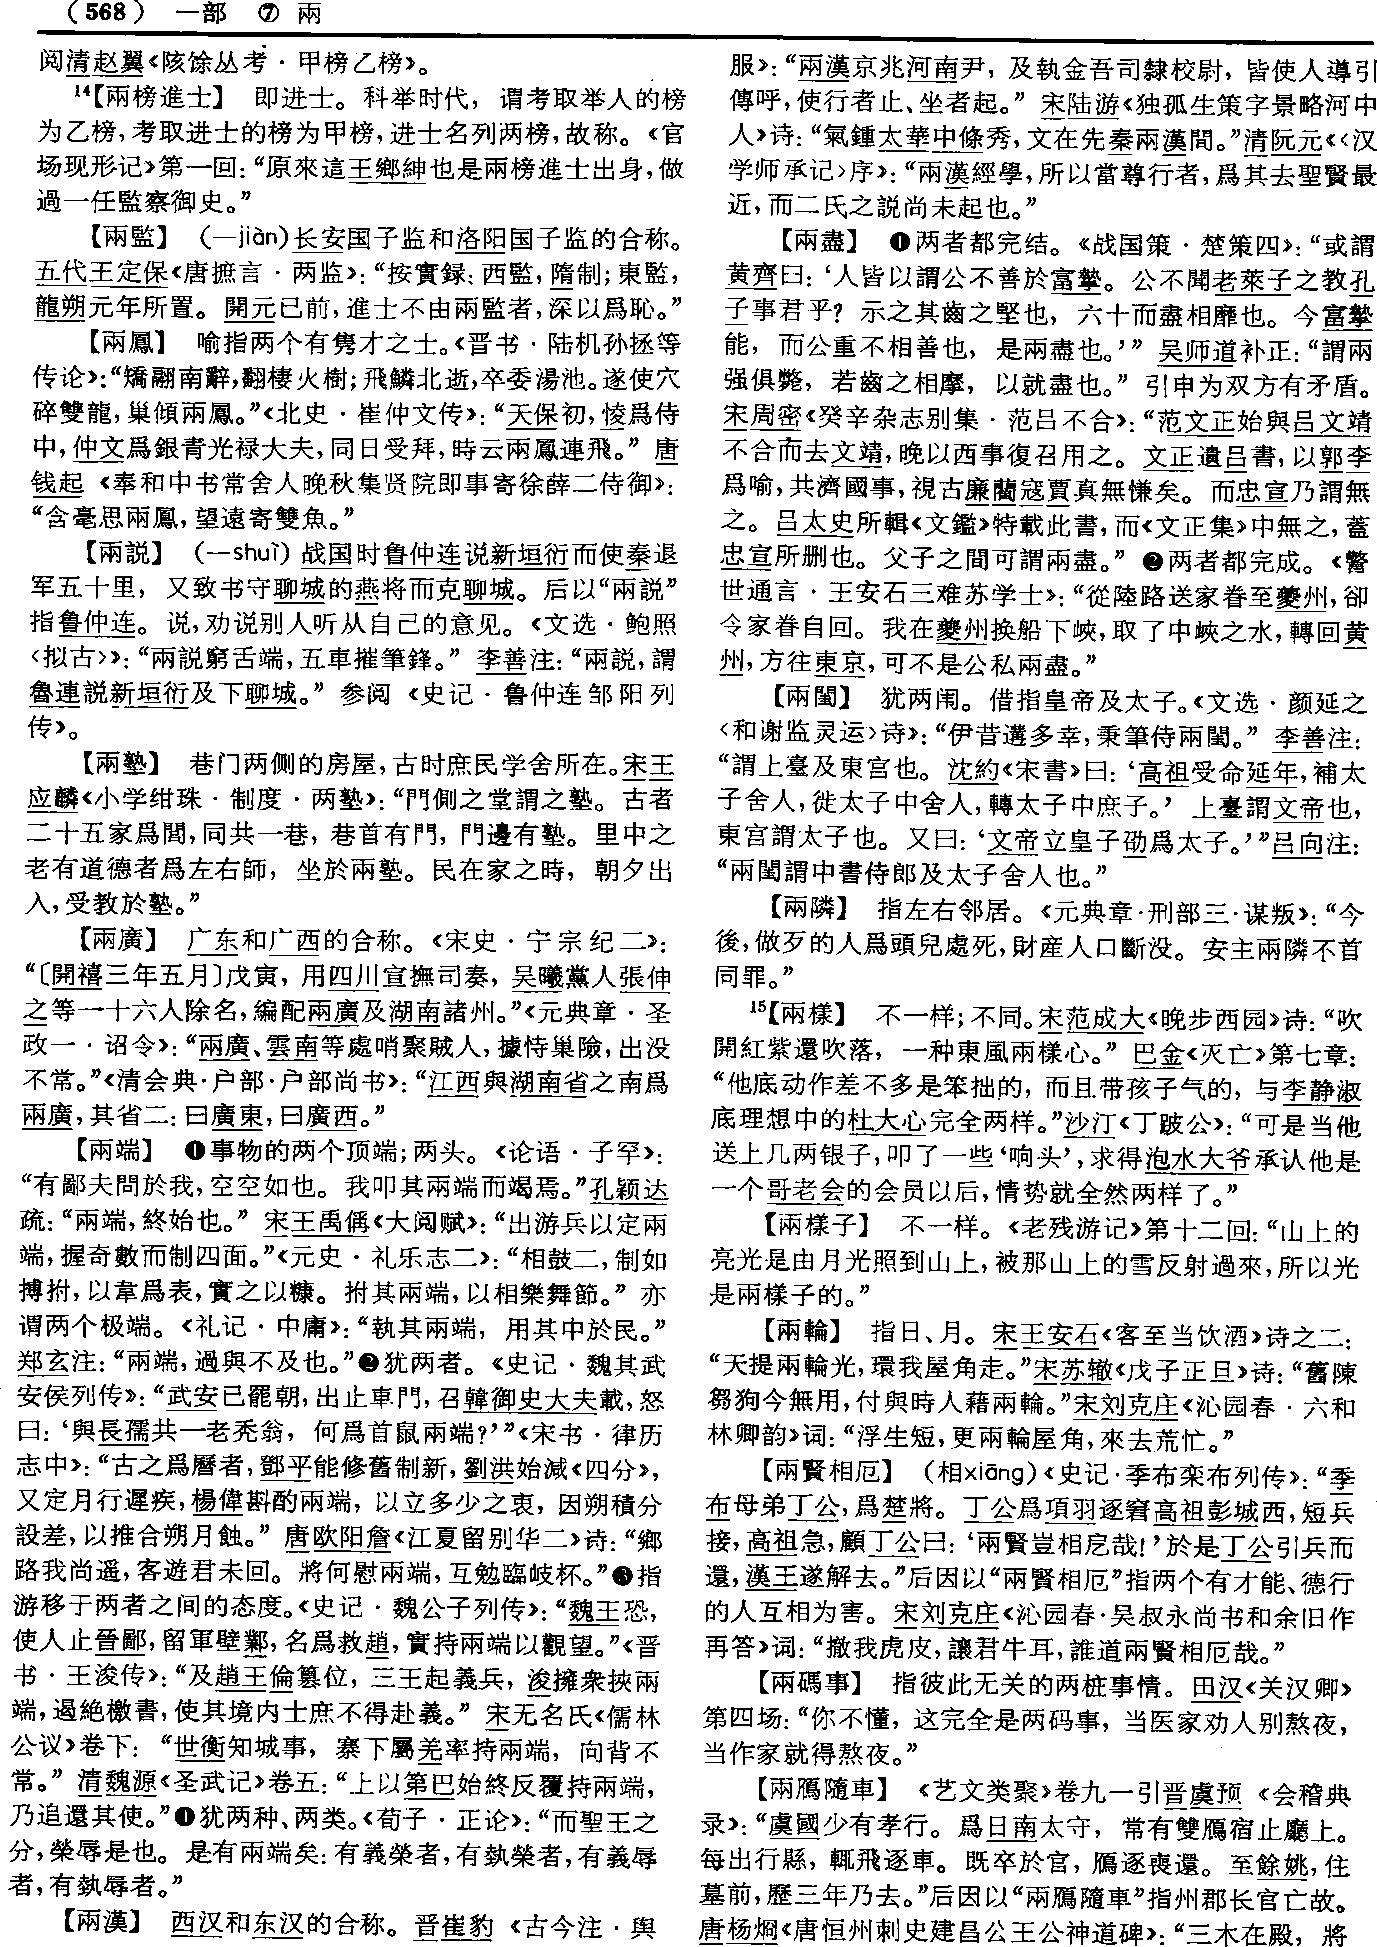 （568） 一部 ⑦ 兩
阅清赵翼《陔馀丛考·甲榜乙榜》。
14【兩榜進士】 即进士。科举时代，谓考取举人的榜
为乙榜，考取进士的榜为甲榜，进士名列两榜，故称。《官
场现形记》第一回：“原來這王鄉紳也是兩榜進士出身，做
過一任監察御史。”
【兩監】 （—jiàn）长安国子监和洛阳国子监的合称。
五代王定保《唐摭言·两监》：“按實録：西監，隋制；東監，
龍朔元年所置。開元已前，進士不由兩監者，深以爲恥。”
【兩鳳】 喻指两个有隽才之士。《晋书·陆机孙拯等
传论》：“矯翮南辭，翻棲火樹；飛鱗北逝，卒委湯池。遂使穴
碎雙龍，巢傾兩鳳。”《北史·崔仲文传》：“天保初，㥄爲侍
中，仲文爲銀青光禄大夫，同日受拜，時云兩鳳連飛。”唐
钱起《奉和中书常舍人晚秋集贤院即事寄徐薛二侍御》：
“含毫思兩鳳，望遠寄雙魚。”
【兩説】 （—shuì）战国时鲁仲连说新垣衍而使秦退
军五十里，又致书守聊城的燕将而克聊城。后以“兩説”
指鲁仲连。说，劝说别人听从自己的意见。《文选·鲍照
〈拟古〉》：“兩説窮舌端，五車摧筆鋒。”李善注：“兩説，謂
魯連説新垣衍及下聊城。”参阅《史记·鲁仲连邹阳列
传》。
【兩塾】 巷门两侧的房屋，古时庶民学舍所在。宋王
应麟《小学绀珠·制度·两塾》：“門側之堂謂之塾。古者
二十五家爲閭，同共一巷，巷首有門，門邊有塾。里中之
老有道德者爲左右師，坐於兩塾。民在家之時，朝夕出
入，受教於塾。”
【兩廣】 广东和广西的合称。《宋史·宁宗纪二》：
“〔開禧三年五月〕戊寅，用四川宣撫司奏，吴曦黨人張伸
之等一十六人除名，編配兩廣及湖南諸州。”《元典章·圣
政一·诏令》：“兩廣、雲南等處哨聚賊人，據恃巢險，出没
不常。”《清会典·户部·户部尚书》：“江西與湖南省之南爲
兩廣，其省二：曰廣東，曰廣西。”
【兩端】 ❶事物的两个顶端；两头。《论语·子罕》：
“有鄙夫問於我，空空如也。我叩其兩端而竭焉。”孔颖达
疏：“兩端，終始也。”宋王禹偁《大阅赋》：“出游兵以定兩
端，握奇數而制四面。”《元史·礼乐志二》：“相鼓二，制如
搏拊，以韋爲表，實之以糠。拊其兩端，以相樂舞節。”亦
谓两个极端。《礼记·中庸》：“執其兩端，用其中於民。”
郑玄注：“兩端，過與不及也。”❷犹两者。《史记·魏其武
安侯列传》：“武安已罷朝，出止車門，召韓御史大夫載，怒
曰：‘與長孺共一老秃翁，何爲首鼠兩端？’”《宋书·律历
志中》：“古之爲曆者，鄧平能修舊制新，劉洪始減《四分》，
又定月行遲疾，楊偉斟酌兩端，以立多少之衷，因朔積分
設差，以推合朔月蝕。”唐欧阳詹《江夏留别华二》诗：“鄉
路我尚遥，客遊君未回。將何慰兩端，互勉臨岐杯。”❸指
游移于两者之间的态度。《史记·魏公子列传》：“魏王恐，
使人止晉鄙，留軍壁鄴，名爲救趙，實持兩端以觀望。”《晋
书·王浚传》：“及趙王倫篡位，三王起義兵，浚擁衆挾兩
端，遏絶檄書，使其境内士庶不得赴義。”宋无名氏《儒林
公议》卷下：“世衡知城事，寨下屬羌率持兩端，向背不
常。”清魏源《圣武记》卷五：“上以第巴始終反覆持兩端，
乃追還其使。”❹犹两种、两类。《荀子·正论》：“而聖王之
分，榮辱是也。是有兩端矣：有義榮者，有埶榮者，有義辱
者，有埶辱者。”
【兩漢】 西汉和东汉的合称。晋崔豹《古今注·舆
服》：“兩漢京兆河南尹，及執金吾司隸校尉，皆使人導引
傳呼，使行者止、坐者起。”宋陆游《独孤生策字景略河中
人》诗：“氣鍾太華中條秀，文在先秦兩漢間。”清阮元《〈汉
学师承记〉序》：“兩漢經學，所以當尊行者，爲其去聖賢最
近，而二氏之説尚未起也。”
【兩盡】 ❶两者都完结。《战国策·楚策四》：“或謂
黄齊曰：‘人皆以謂公不善於富摯。公不聞老萊子之教孔
子事君乎？示之其齒之堅也，六十而盡相靡也。今富摯
能，而公重不相善也，是兩盡也。’”吴师道补正：“謂兩
强俱斃，若齒之相摩，以就盡也。”引申为双方有矛盾。
宋周密《癸辛杂志别集·范吕不合》：“范文正始與吕文靖
不合而去文靖，晚以西事復召用之。文正遺吕書，以郭李
爲喻，共濟國事，視古廉藺寇賈真無慊矣。而忠宣乃謂無
之。吕太史所輯《文鑑》特載此書，而《文正集》中無之，蓋
忠宣所删也。父子之間可謂兩盡。”❷两者都完成。《警
世通言·王安石三难苏学士》：“從陸路送家眷至夔州，卻
令家眷自回。我在夔州换船下峽，取了中峽之水，轉回黄
州，方往東京，可不是公私兩盡。”
【兩闈】 犹两闱。借指皇帝及太子。《文选·颜延之
〈和谢监灵运〉诗》：“伊昔遘多幸，秉筆侍兩闈。”李善注：
“謂上臺及東宫也。沈約《宋書》曰：‘高祖受命延年，補太
子舍人，徙太子中舍人，轉太子中庶子。’上臺謂文帝也，
東宫謂太子也。又曰：‘文帝立皇子劭爲太子。’”吕向注：
“兩闈謂中書侍郎及太子舍人也。”
【兩隣】 指左右邻居。《元典章·刑部三·谋叛》：“今
後，做歹的人爲頭兒處死，財産人口斷没。安主兩隣不首
同罪。”
15【兩樣】 不一样；不同。宋范成大《晚步西园》诗：“吹
開紅紫還吹落，一种東風兩樣心。”巴金《灭亡》第七章：
“他底动作差不多是笨拙的，而且带孩子气的，与李静淑
底理想中的杜大心完全两样。”沙汀《丁跛公》：“可是当他
送上几两银子，叩了一些‘响头’，求得泡水大爷承认他是
一个哥老会的会员以后，情势就全然两样了。”
【兩樣子】 不一样。《老残游记》第十二回：“山上的
亮光是由月光照到山上，被那山上的雪反射過來，所以光
是兩樣子的。”
【兩輪】 指日、月。宋王安石《客至当饮酒》诗之二：
“天提兩輪光，環我屋角走。”宋苏辙《戊子正旦》诗：“舊陳
芻狗今無用，付與時人藉兩輪。”宋刘克庄《沁园春·六和
林卿韵》词：“浮生短，更兩輪屋角，來去荒忙。”
【兩賢相厄】 （相xiāng）《史记·季布栾布列传》：“季
布母弟丁公，爲楚將。丁公爲項羽逐窘高祖彭城西，短兵
接，高祖急，顧丁公曰：‘兩賢豈相戹哉！’於是丁公引兵而
還，漢王遂解去。”后因以“兩賢相厄”指两个有才能、德行
的人互相为害。宋刘克庄《沁园春·吴叔永尚书和余旧作
再答》词：“撤我虎皮，讓君牛耳，誰道兩賢相厄哉。”
【兩碼事】 指彼此无关的两桩事情。田汉《关汉卿》
第四场：“你不懂，这完全是两码事，当医家劝人别熬夜，
当作家就得熬夜。”
【兩鴈隨車】 《艺文类聚》卷九一引晋虞预《会稽典
录》：“虞國少有孝行。爲日南太守，常有雙鴈宿止廳上。
每出行縣，輒飛逐車。既卒於官，鴈逐喪還。至餘姚，住
墓前，歷三年乃去。”后因以“兩鴈隨車”指州郡长官亡故。
唐杨炯《唐恒州刺史建昌公王公神道碑》：“三木在殿，將